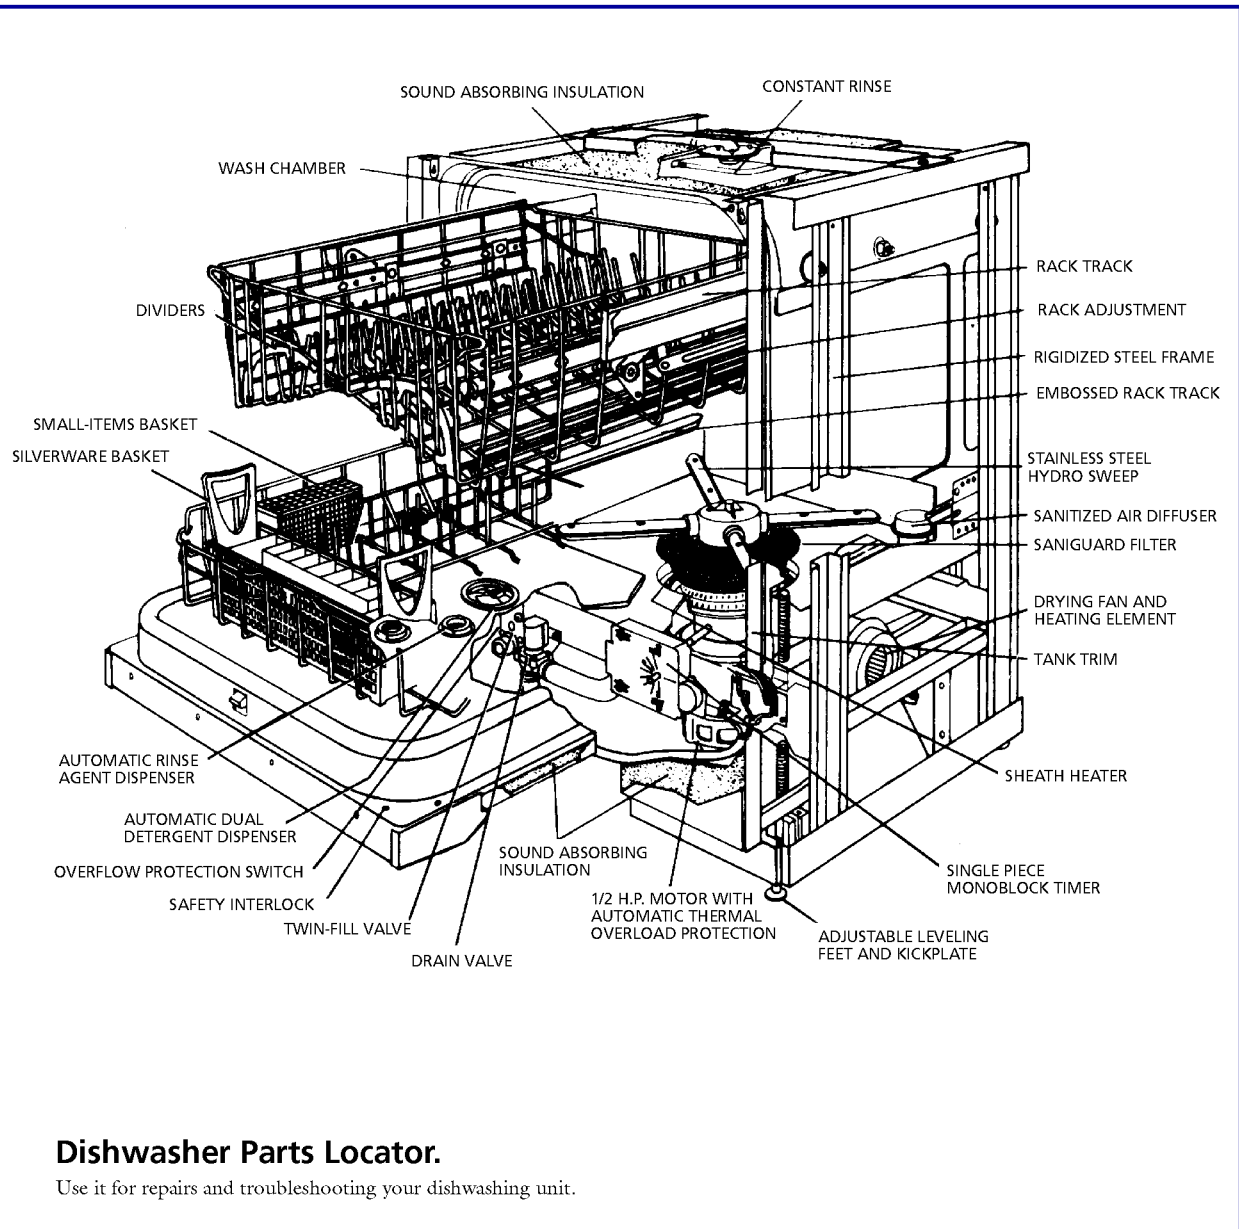 SOUND ABSORBING INSULATION
CONSTANT RINSE
WASH CHAMBER
RACK TRACK
DIVIDERS
RACK ADJUSTMENT
RIGIDIZED STEEL FRAME
EMBOSSED RACK TRACK
SMALL-ITEMS BASKET
SILVERWARE BASKET
STAINLESS STEEL
HYDRO SWEEP
SANITIZED AIR DIFFUSER
SANIGUARD FILTER
DRYING FAN AND
HEATING ELEMENT
TANK TRIM
AUTOMATIC RINSE
AGENT DISPENSER
SHEATH HEATER
AUTOMATIC DUAL
DETERGENT DISPENSER
OVERFLOW PROTECTION SWITCH
SAFETY INTERLOCK
TWIN-FILL VALVE
DRAIN VALVE
SOUND ABSORBING
INSULATION
1/2 H.P. MOTOR WITH
AUTOMATIC THERMAL
OVERLOAD PROTECTION
SINGLE PIECE
MONOBLOCK TIMER
ADJUSTABLE LEVELING
FEET AND KICKPLATE
Dishwasher Parts Locator.
Use it for repairs and troubleshooting your dishwashing unit.